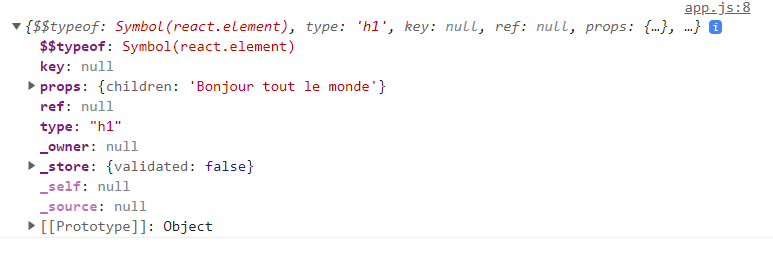 app.js:8
▼ {$$typeof: Symbol(react.element), type: 'h1', key: null, ref: null, props: {…}, …} i
$$typeof: Symbol(react.element)
key: null
▶ props: {children: 'Bonjour tout le monde'}
ref: null
type: "h1"
_owner: null
▶ _store: {validated: false}
_self: null
_source: null
▶ [[Prototype]]: Object